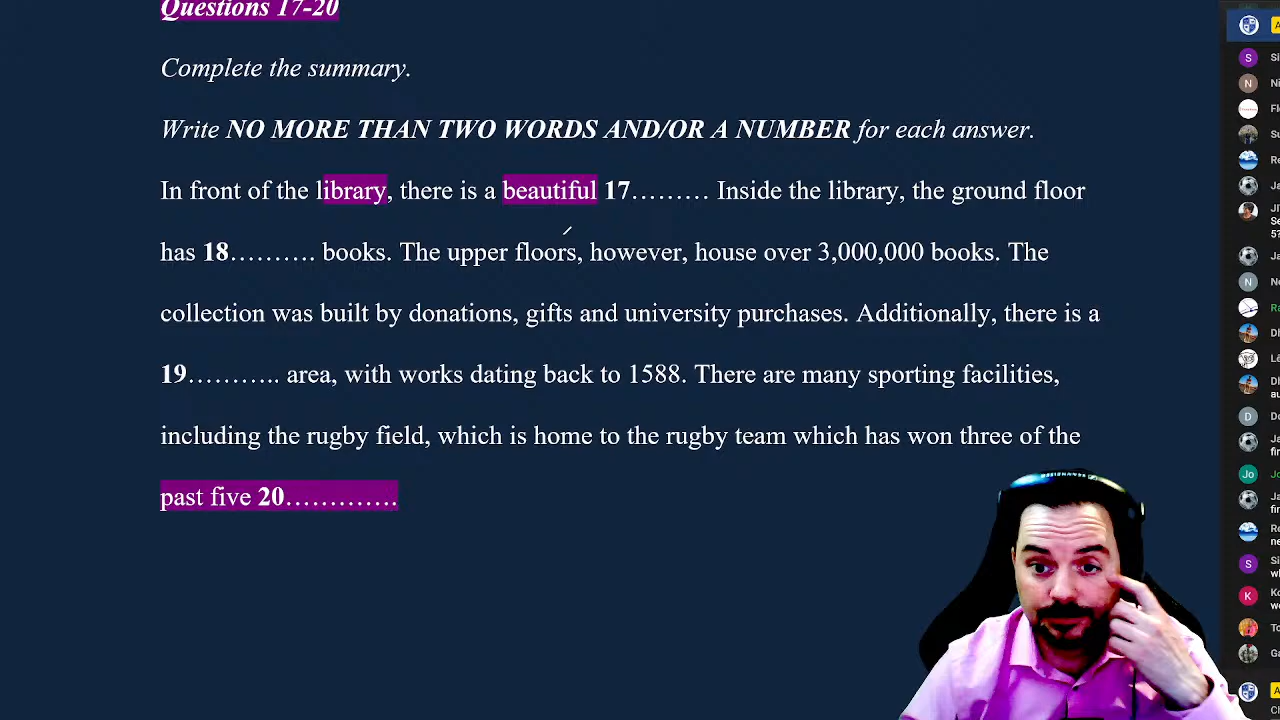 Questions 17-20
Complete the summary.
Write NO MORE THAN TWO WORDS AND/OR A NUMBER for each answer.
In front of the library, there is a beautiful 17……… Inside the library, the ground floor
has 18………. books. The upper floors, however, house over 3,000,000 books. The
collection was built by donations, gifts and university purchases. Additionally, there is a
19……….. area, with works dating back to 1588. There are many sporting facilities,
including the rugby field, which is home to the rugby team which has won three of the
past five 20………….